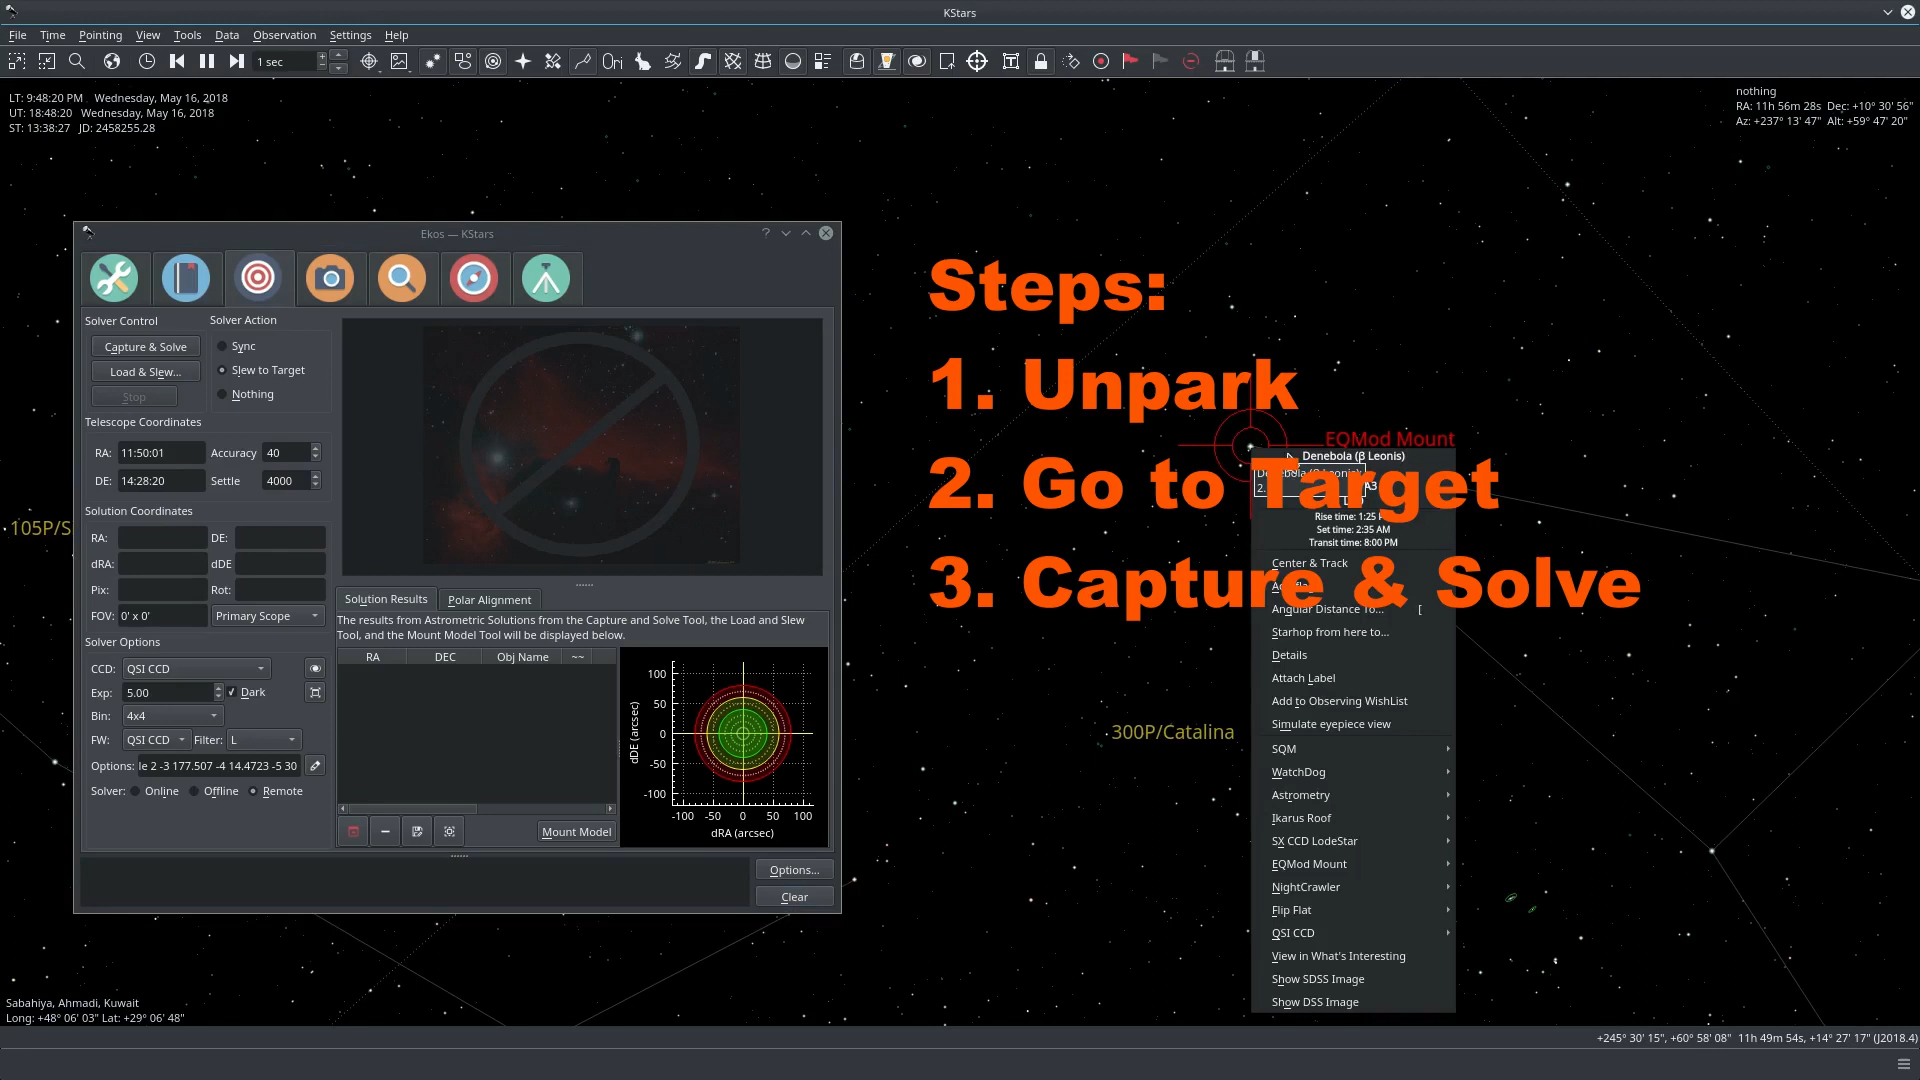 KStars
File Time Pointing View Tools Data Observation Settings Help
1 sec
Ori
LT: 9:48:20 PM Wednesday, May 16, 2018
UT: 18:48:20 Wednesday, May 16, 2018
ST: 13:38:27 JD: 2458255.28
nothing
RA: 11h 56m 28s Dec: +10° 30' 56"
Az: +237° 13' 47" Alt: +59° 47' 20"
Ekos — KStars
Solver Control
Capture & Solve
Load & Slew...
Stop
Solver Action
Sync
Slew to Target
Nothing
Telescope Coordinates
RA: 11:50:01 Accuracy 40
DE: 14:28:20 Settle 4000
Solution Coordinates
RA: DE:
dRA: dDE
Pix: Rot:
FOV: 0' x 0' Primary Scope
Solver Options
CCD: QSI CCD
Exp: 5.00 Dark
Bin: 4x4
FW: QSI CCD Filter: L
Options: le 2 -3 177.507 -4 14.4723 -5 30
Solver: Online Offline Remote
Solution Results Polar Alignment
The results from Astrometric Solutions from the Capture and Solve Tool, the Load and Slew
Tool, and the Mount Model Tool will be displayed below.
RA DEC Obj Name ~~
Mount Model
dDE (arcsec)
100
50
0
-50
-100
-100 -50 0 50 100
dRA (arcsec)
Options...
Clear
Steps:
1. Unpark
2. Go to Target
3. Capture & Solve
EQMod Mount
Denebola (β Leonis)
Rise time: 1:25
Set time: 2:35 AM
Transit time: 8:00 PM
Center & Track
Angular Distance To... [
Starhop from here to...
Details
Attach Label
Add to Observing WishList
Simulate eyepiece view
SQM
WatchDog
Astrometry
Ikarus Roof
SX CCD LodeStar
EQMod Mount
NightCrawler
Flip Flat
QSI CCD
View in What's Interesting
Show SDSS Image
Show DSS Image
105P/S
300P/Catalina
Sabahiya, Ahmadi, Kuwait
Long: +48° 06' 03" Lat: +29° 06' 48"
+245° 30' 15", +60° 58' 08" 11h 49m 54s, +14° 27' 17" (J2018.4)